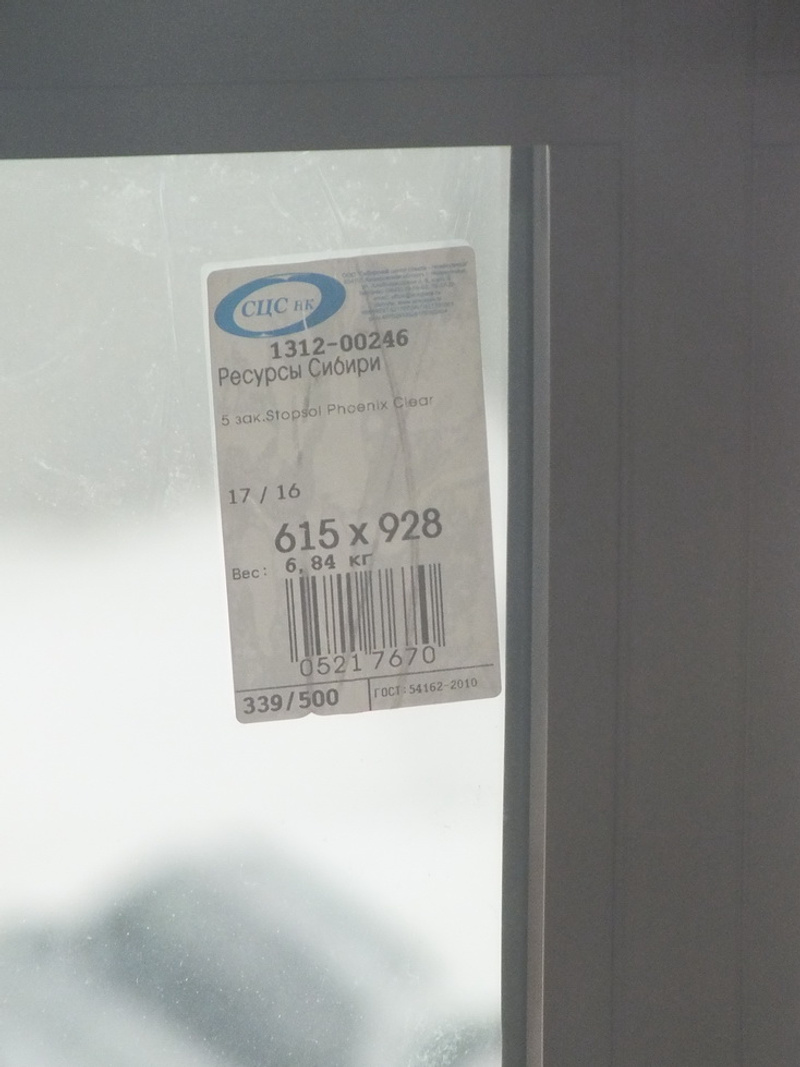 СЦС НК
1312-00246
Ресурсы Сибири
5 зак.Stopsol Phoenix Clear
17 / 16
615 x 928
Вес: 6,84 кг
05217670
339/500
ГОСТ:54162-2010